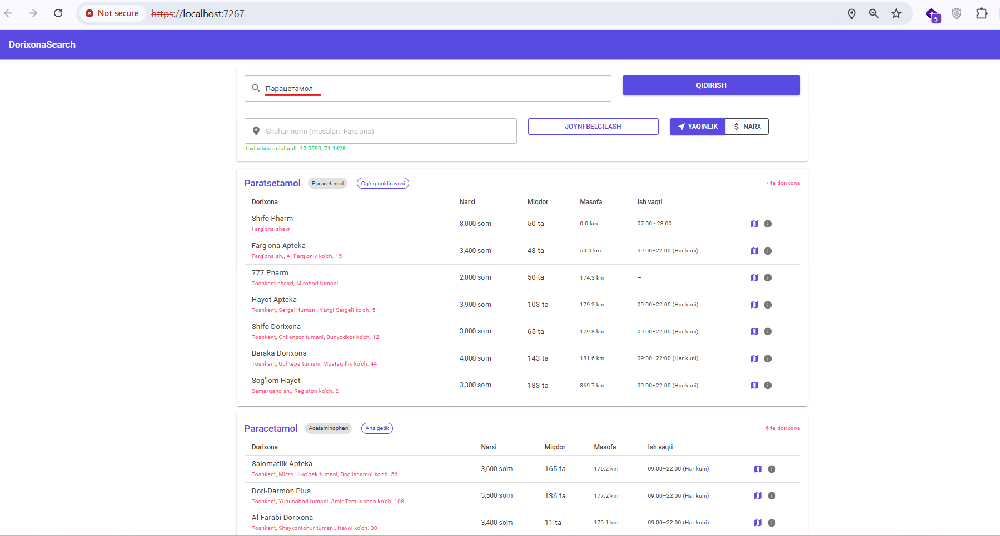 Not secure https://localhost:7267
5
DorixonaSearch
Парацетамол
QIDIRISH
Shahar nomi (masalan: Farg'ona)
JOYNI BELGILASH
YAQINLIK
$ NARX
Joylashuv aniqlandi: 40.5590, 71.1428
Paratsetamol Paracetamol Og'riq qoldiruvchi 7 ta dorixona
Dorixona Narxi Miqdor Masofa Ish vaqti
Shifo Pharm
Farg'ona shaxri
8,000 so'm 50 ta 0.0 km 07:00 - 23:00
Farg'ona Apteka
Farg'ona sh., Al-Farg'oniy ko'ch. 15
3,400 so'm 48 ta 59.0 km 09:00–22:00 (Har kuni)
777 Pharm
Toshkent shaxri, Mirobod tumani
2,000 so'm 50 ta 174.3 km –
Hayot Apteka
Toshkent, Sergeli tumani, Yangi Sergeli ko'ch. 5
3,900 so'm 103 ta 179.2 km 09:00–22:00 (Har kuni)
Shifo Dorixona
Toshkent, Chilonzor tumani, Bunyodkor ko'ch. 12
3,000 so'm 65 ta 179.8 km 09:00–22:00 (Har kuni)
Baraka Dorixona
Toshkent, Uchtepa tumani, Mustaqillik ko'ch. 44
4,000 so'm 143 ta 181.6 km 09:00–22:00 (Har kuni)
Sog'lom Hayot
Samarqand sh., Registon ko'ch. 2
3,300 so'm 133 ta 369.7 km 09:00–22:00 (Har kuni)
Paracetamol Acetaminophen Analgetik 6 ta dorixona
Dorixona Narxi Miqdor Masofa Ish vaqti
Salomatlik Apteka
Toshkent, Mirzo Ulug'bek tumani, Bog'ishamol ko'ch. 56
3,600 so'm 165 ta 176.2 km 09:00–22:00 (Har kuni)
Dori-Darmon Plus
Toshkent, Yunusobod tumani, Amir Temur shoh ko'ch. 108
3,500 so'm 136 ta 177.2 km 09:00–22:00 (Har kuni)
Al-Farabi Dorixona
Toshkent, Shayxontohur tumani, Navoi ko'ch. 30
3,400 so'm 11 ta 179.1 km 09:00–22:00 (Har kuni)